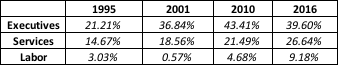 1995 2001 2010 2016
Executives 21.21% 36.84% 43.41% 39.60%
Services 14.67% 18.56% 21.49% 26.64%
Labor 3.03% 0.57% 4.68% 9.18%